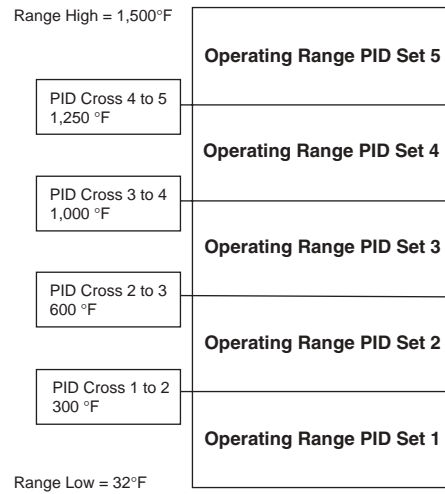 Range High = 1,500°F
Operating Range PID Set 5
PID Cross 4 to 5
1,250 °F
Operating Range PID Set 4
PID Cross 3 to 4
1,000 °F
Operating Range PID Set 3
PID Cross 2 to 3
600 °F
Operating Range PID Set 2
PID Cross 1 to 2
300 °F
Operating Range PID Set 1
Range Low = 32°F